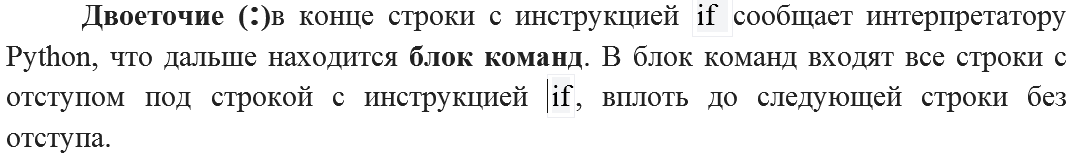 Двоеточие (:)в конце строки с инструкцией if сообщает интерпретатору
Python, что дальше находится блок команд. В блок команд входят все строки с
отступом под строкой с инструкцией if, вплоть до следующей строки без
отступа.